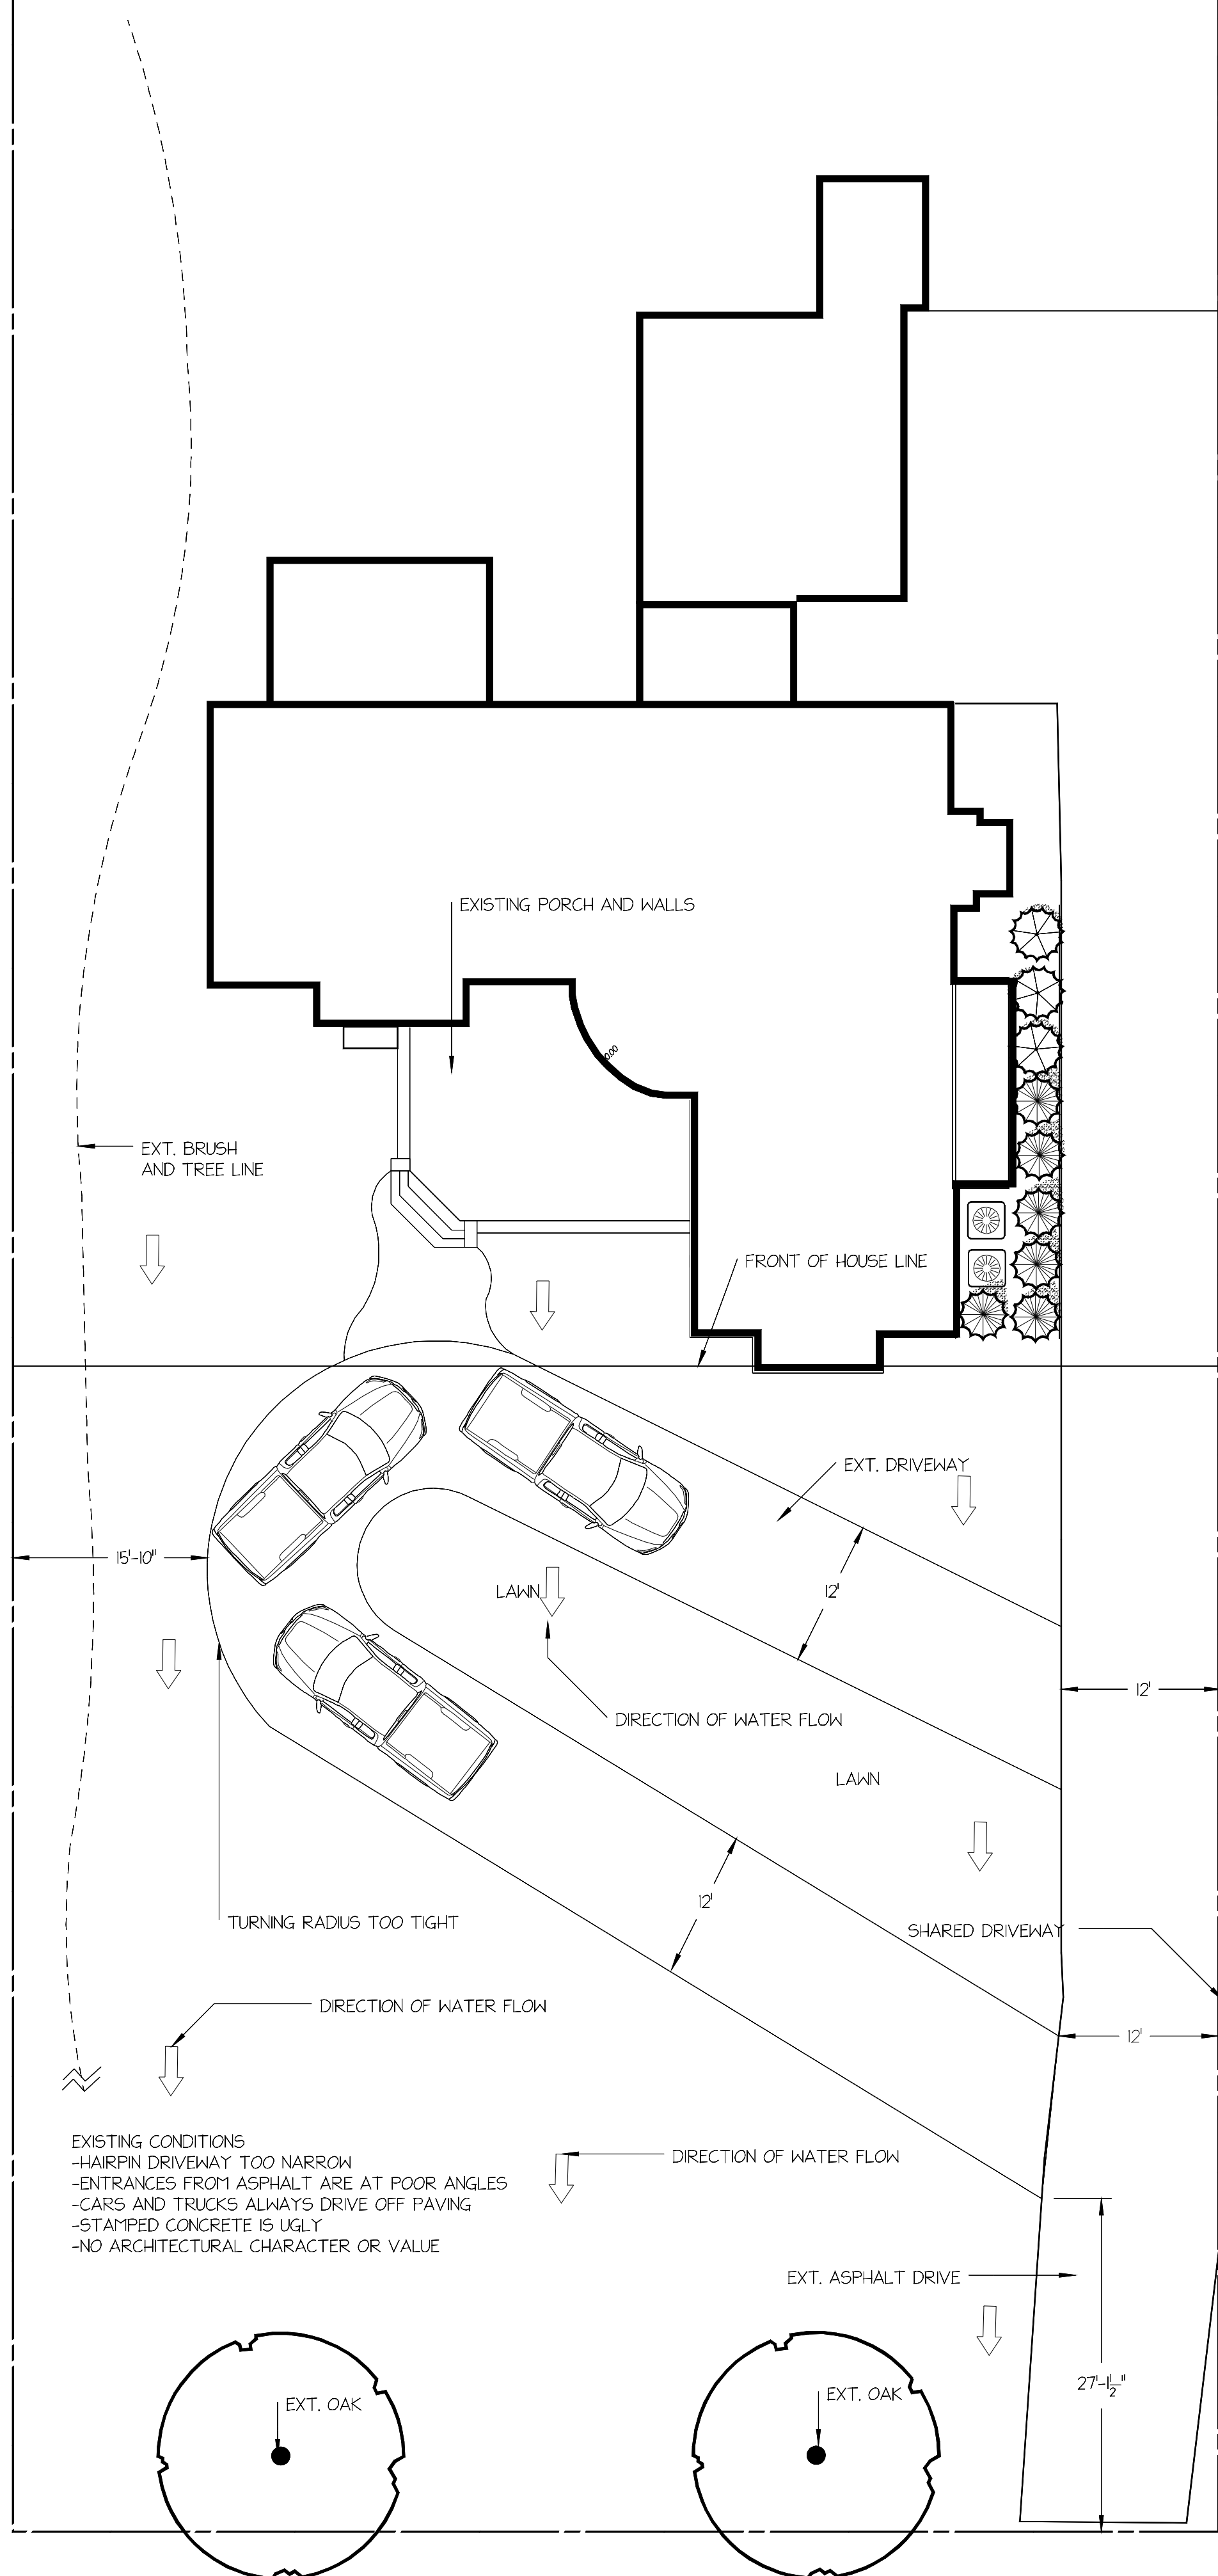 EXISTING PORCH AND WALLS
0.00
EXT. BRUSH
AND TREE LINE
FRONT OF HOUSE LINE
EXT. DRIVEWAY
15'-10"
LAWN
12'
12'
DIRECTION OF WATER FLOW
LAWN
12'
TURNING RADIUS TOO TIGHT
SHARED DRIVEWAY
DIRECTION OF WATER FLOW
12'
EXISTING CONDITIONS
-HAIRPIN DRIVEWAY TOO NARROW
-ENTRANCES FROM ASPHALT ARE AT POOR ANGLES
-CARS AND TRUCKS ALWAYS DRIVE OFF PAVING
-STAMPED CONCRETE IS UGLY
-NO ARCHITECTURAL CHARACTER OR VALUE
DIRECTION OF WATER FLOW
EXT. ASPHALT DRIVE
27'-1 1/2"
EXT. OAK
EXT. OAK